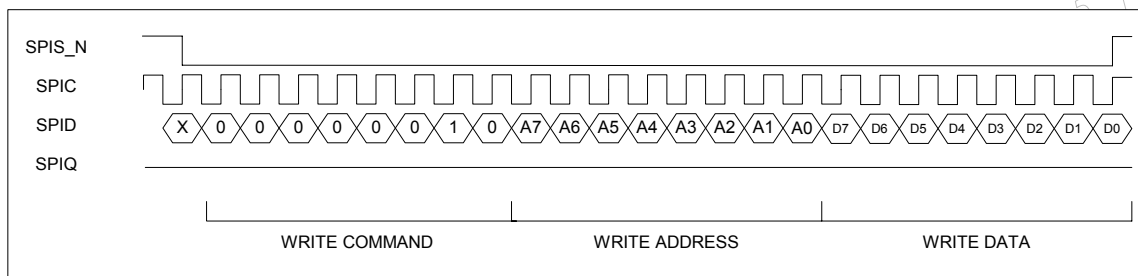 SPIS_N
SPIC
SPID X 0 0 0 0 0 0 1 0 A7 A6 A5 A4 A3 A2 A1 A0 D7 D6 D5 D4 D3 D2 D1 D0
SPIQ
WRITE COMMAND WRITE ADDRESS WRITE DATA